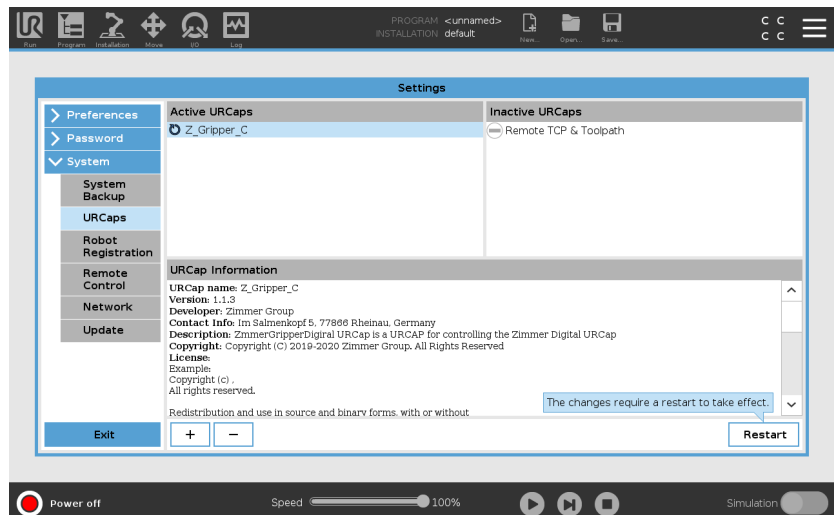 PROGRAM <unnamed>
INSTALLATION default
UR
Run
Program
Installation
Move
I/O
Log
New...
Open...
Save...
C C
C C
Settings
Preferences
Password
System
System
Backup
URCaps
Robot
Registration
Remote
Control
Network
Update
Exit
Active URCaps
Z_Gripper_C
Inactive URCaps
Remote TCP & Toolpath
URCap Information
URCap name: Z_Gripper_C
Version: 1.1.3
Developer: Zimmer Group
Contact Info: Im Salmenkopf 5, 77866 Rheinau, Germany
Description: ZmmerGripperDigiral URCap is a URCAP for controlling the Zimmer Digital URCap
Copyright: Copyright (C) 2019-2020 Zimmer Group. All Rights Reserved
License:
Example:
Copyright (c) ,
All rights reserved.
Redistribution and use in source and binary forms, with or without
The changes require a restart to take effect.
+
−
Restart
Power off
Speed
100%
Simulation